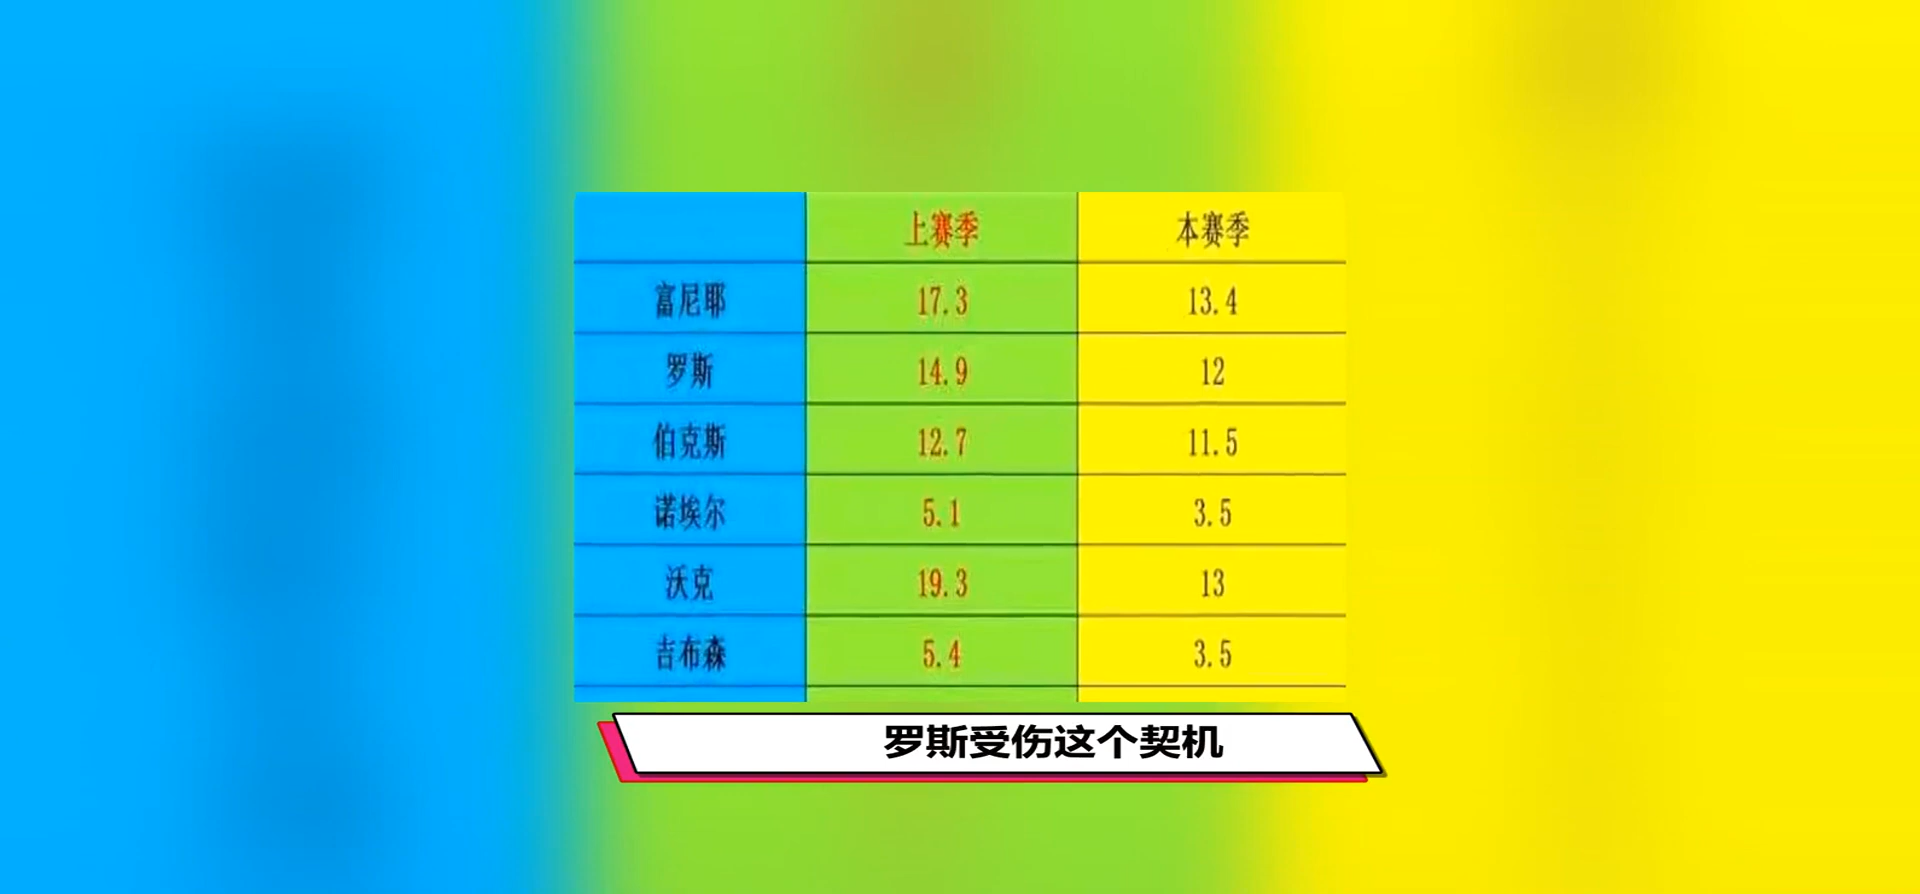 上赛季 本赛季
富尼耶 17.3 13.4
罗斯 14.9 12
伯克斯 12.7 11.5
诺埃尔 5.1 3.5
沃克 19.3 13
吉布森 5.4 3.5
罗斯受伤这个契机